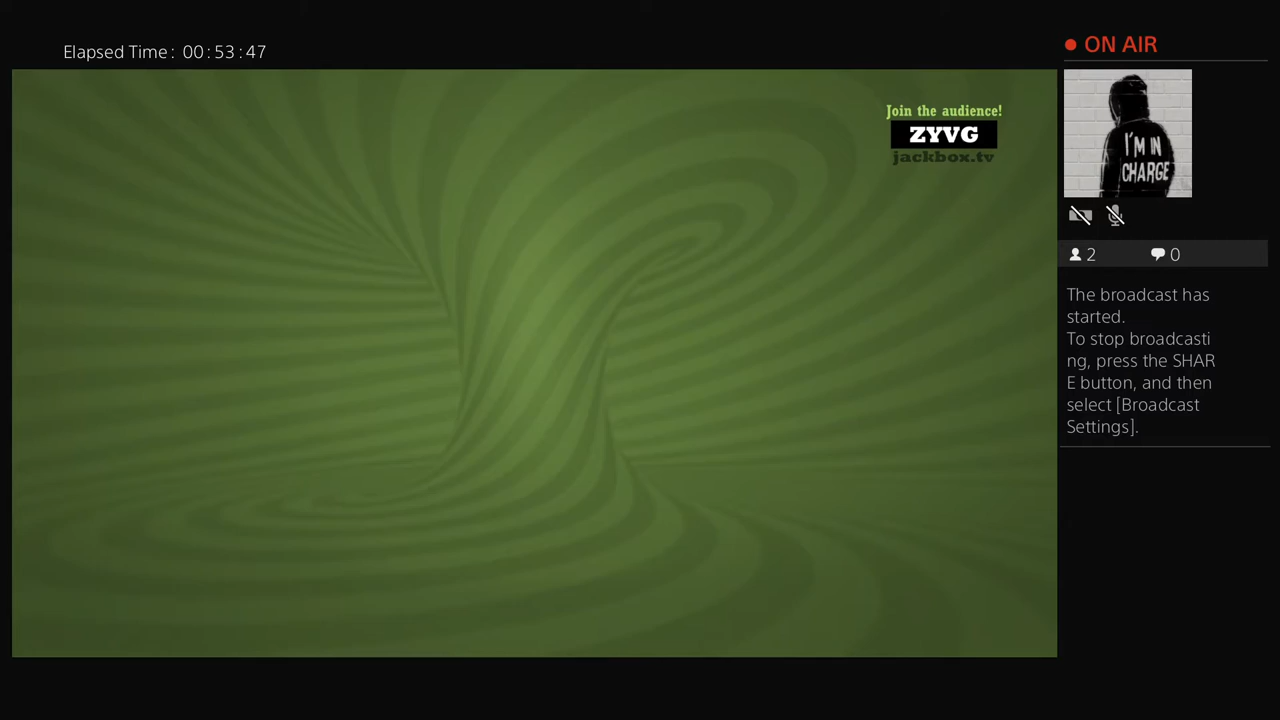 Elapsed Time: 00:53:47
ON AIR
Join the audience!
ZYVG
jackbox.tv
I'M IN
CHARGE
2
0
The broadcast has
started.
To stop broadcasti
ng, press the SHAR
E button, and then
select [Broadcast
Settings].